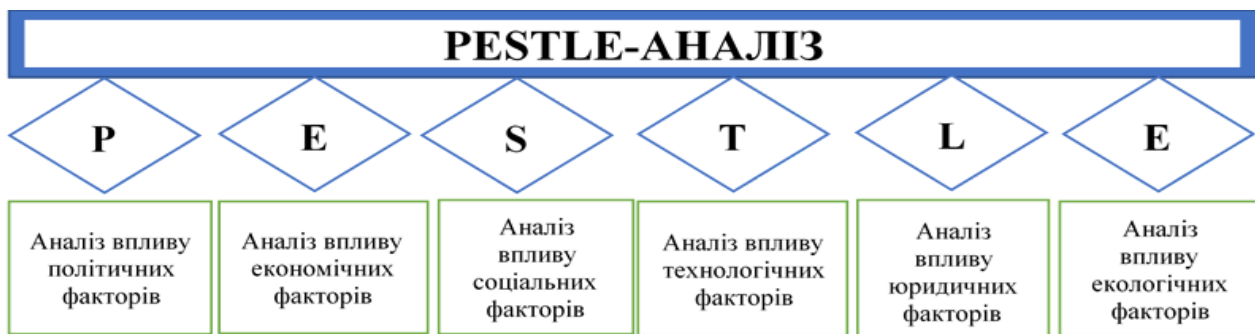 PESTLE-АНАЛІЗ
P
E
S
T
L
E
Аналіз впливу
політичних
факторів
Аналіз впливу
економічних
факторів
Аналіз
впливу
соціальних
факторів
Аналіз впливу
технологічних
факторів
Аналіз
впливу
юридичних
факторів
Аналіз
впливу
екологічних
факторів